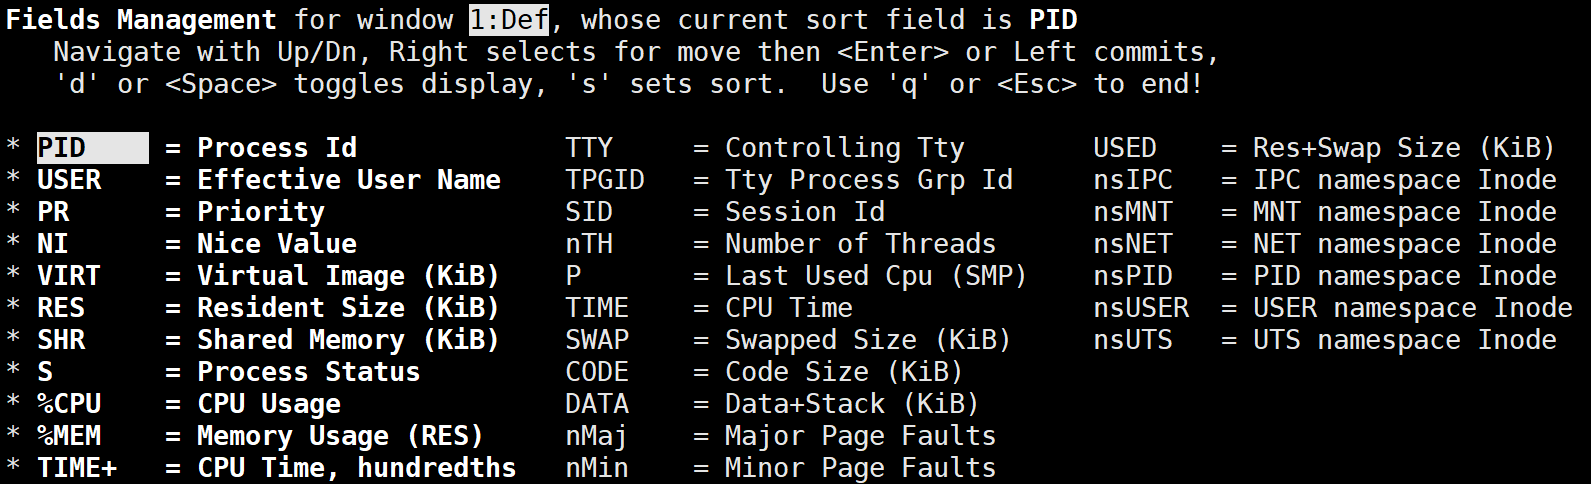 Fields Management for window 1:Def, whose current sort field is PID
   Navigate with Up/Dn, Right selects for move then <Enter> or Left commits,
   'd' or <Space> toggles display, 's' sets sort.  Use 'q' or <Esc> to end!

* PID     = Process Id             TTY     = Controlling Tty        USED    = Res+Swap Size (KiB)
* USER    = Effective User Name    TPGID   = Tty Process Grp Id     nsIPC   = IPC namespace Inode
* PR      = Priority               SID     = Session Id             nsMNT   = MNT namespace Inode
* NI      = Nice Value             nTH     = Number of Threads      nsNET   = NET namespace Inode
* VIRT    = Virtual Image (KiB)    P       = Last Used Cpu (SMP)    nsPID   = PID namespace Inode
* RES     = Resident Size (KiB)    TIME    = CPU Time               nsUSER  = USER namespace Inode
* SHR     = Shared Memory (KiB)    SWAP    = Swapped Size (KiB)     nsUTS   = UTS namespace Inode
* S       = Process Status         CODE    = Code Size (KiB)
* %CPU    = CPU Usage              DATA    = Data+Stack (KiB)
* %MEM    = Memory Usage (RES)     nMaj    = Major Page Faults
* TIME+   = CPU Time, hundredths   nMin    = Minor Page Faults